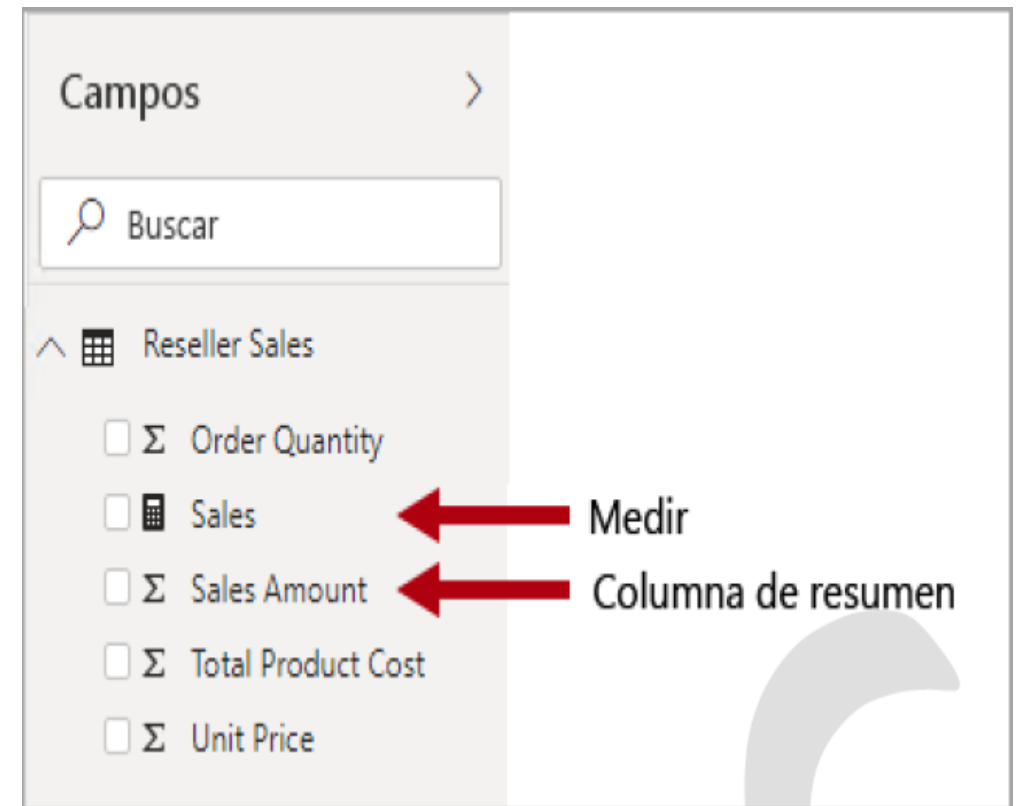 Campos
Buscar
Reseller Sales
Σ Order Quantity
Sales
Medir
Σ Sales Amount
Columna de resumen
Σ Total Product Cost
Σ Unit Price